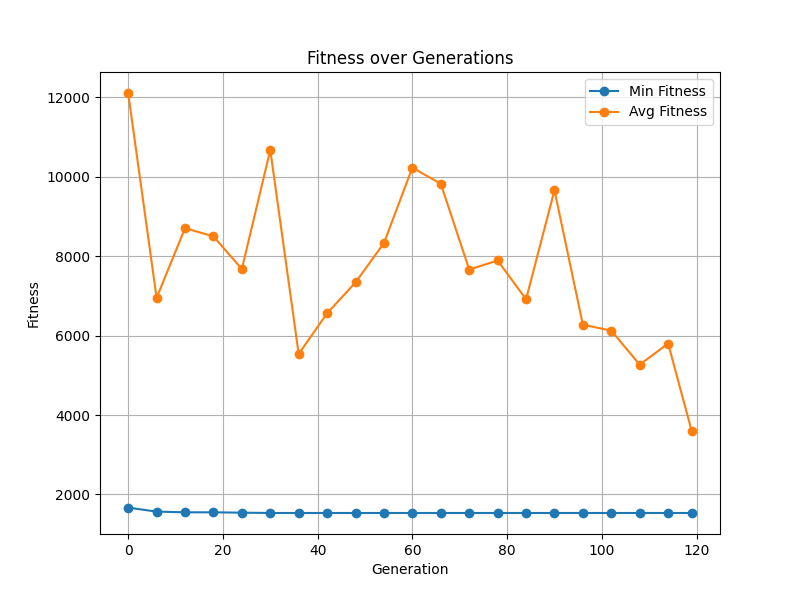 Fitness over Generations
Min Fitness
Avg Fitness
12000
10000
8000
6000
4000
2000
Fitness
0 20 40 60 80 100 120
Generation